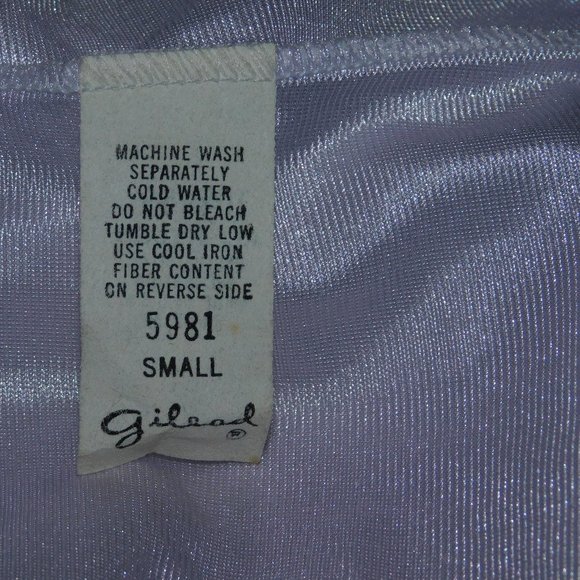 MACHINE WASH
SEPARATELY
COLD WATER
DO NOT BLEACH
TUMBLE DRY LOW
USE COOL IRON
FIBER CONTENT
ON REVERSE SIDE
5981
SMALL
gilead ®